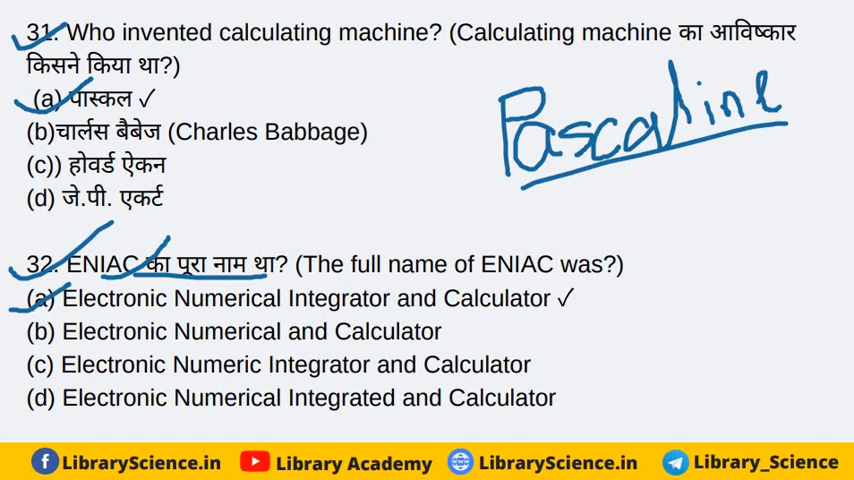 31. Who invented calculating machine? (Calculating machine का आविष्कार
किसने किया था?)
(a) पास्कल ✓
(b)चार्लस बैबेज (Charles Babbage)
(c)) होवर्ड ऐकन
(d) जे.पी. एकर्ट
Pascaline
32. ENIAC का पूरा नाम था? (The full name of ENIAC was?)
(a) Electronic Numerical Integrator and Calculator ✓
(b) Electronic Numerical and Calculator
(c) Electronic Numeric Integrator and Calculator
(d) Electronic Numerical Integrated and Calculator
LibraryScience.in Library Academy LibraryScience.in Library_Science